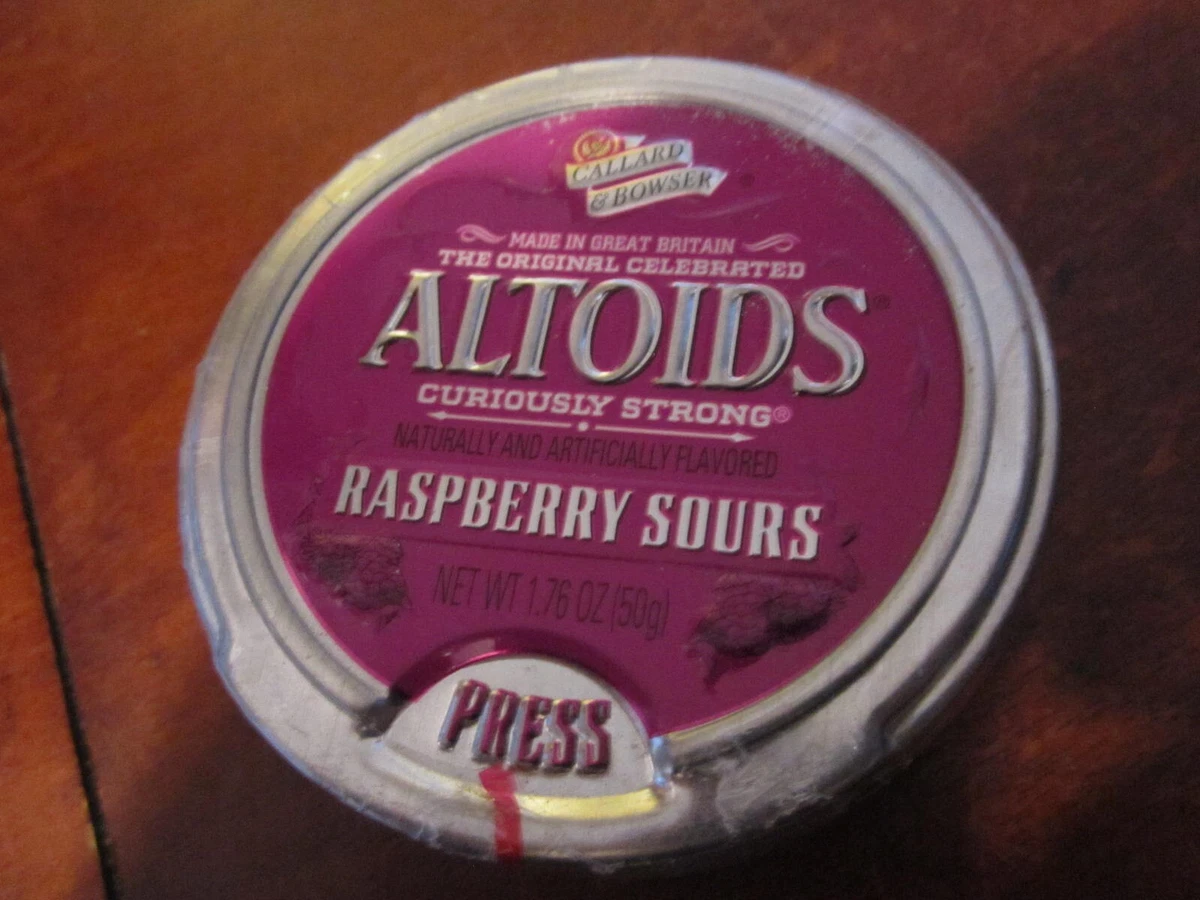 CALLARD
& BOWSER
MADE IN GREAT BRITAIN
THE ORIGINAL CELEBRATED
ALTOIDS®
CURIOUSLY STRONG®
NATURALLY AND ARTIFICIALLY FLAVORED
RASPBERRY SOURS
NET WT 1.76 OZ (50g)
PRESS